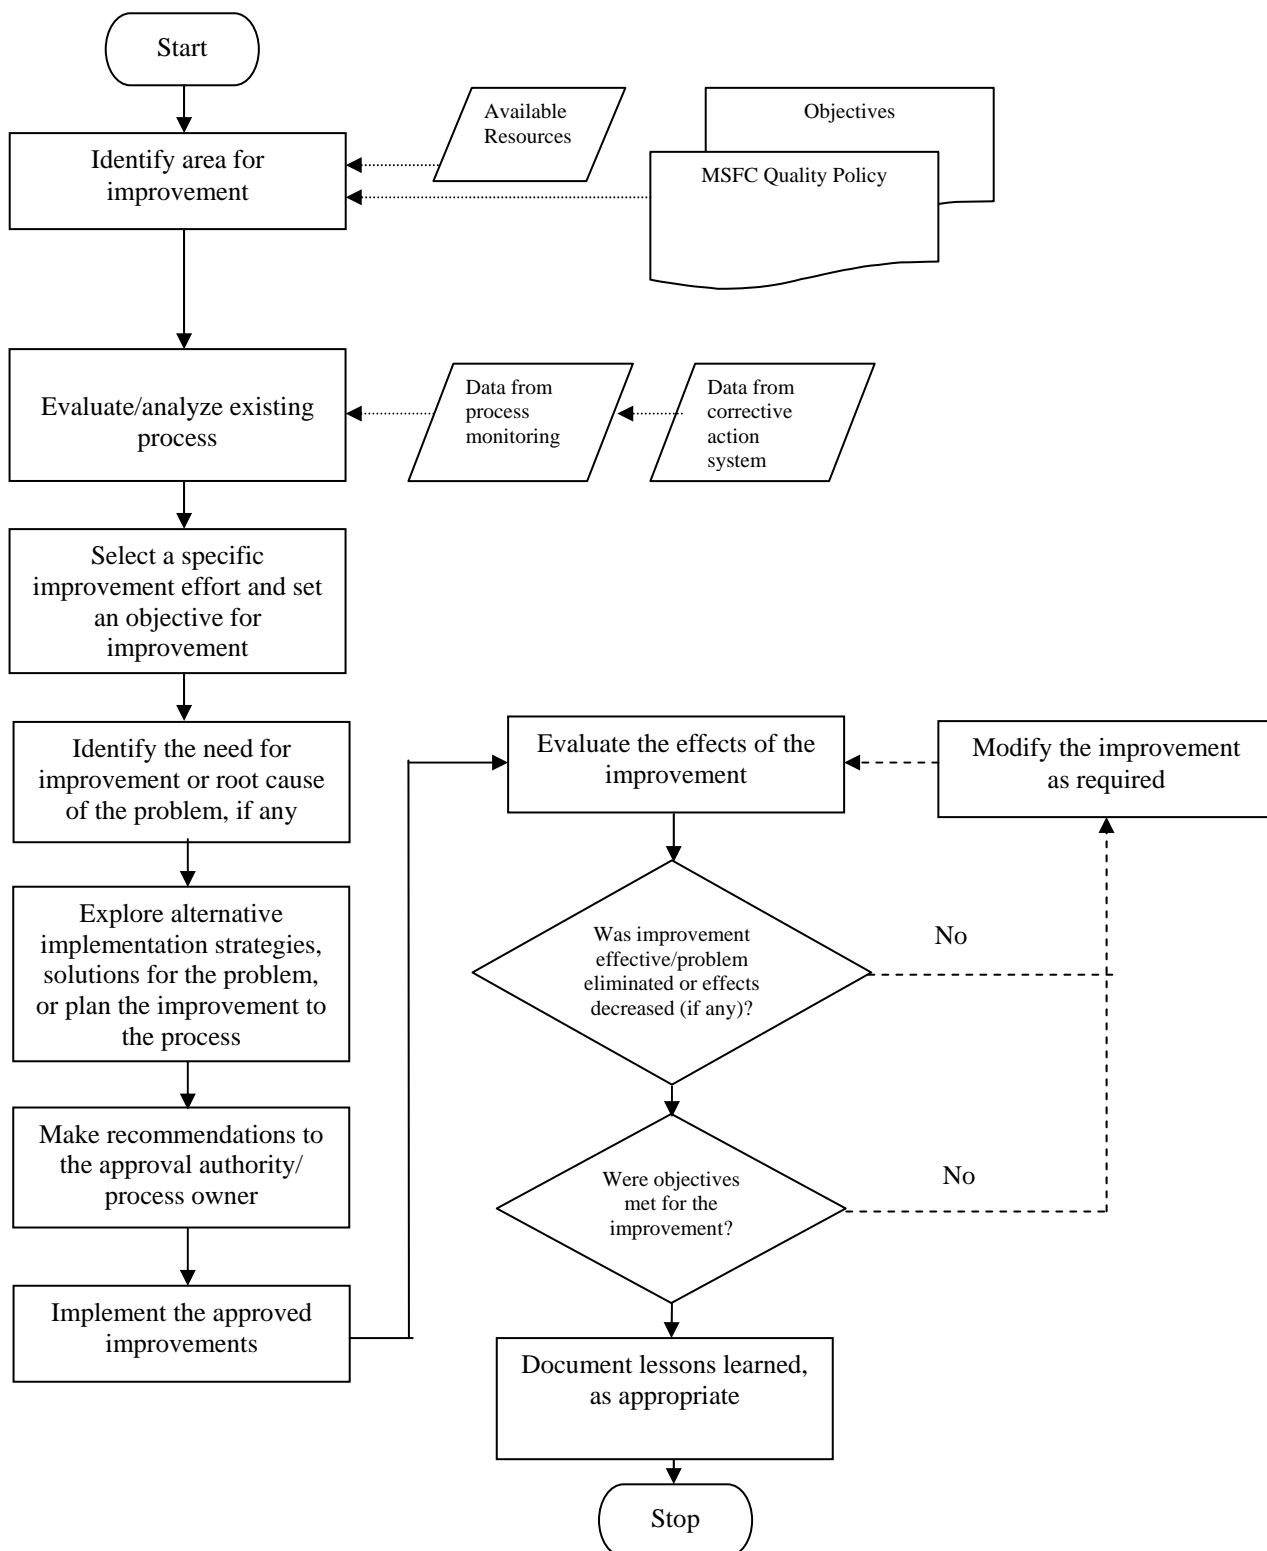 Start
Identify area for
improvement
Available
Resources
Objectives
MSFC Quality Policy
Evaluate/analyze existing
process
Data from
process
monitoring
Data from
corrective
action
system
Select a specific
improvement effort and set
an objective for
improvement
Identify the need for
improvement or root cause
of the problem, if any
Explore alternative
implementation strategies,
solutions for the problem,
or plan the improvement to
the process
Make recommendations to
the approval authority/
process owner
Implement the approved
improvements
Evaluate the effects of the
improvement
Modify the improvement
as required
Was improvement
effective/problem
eliminated or effects
decreased (if any)?
No
Were objectives
met for the
improvement?
No
Document lessons learned,
as appropriate
Stop